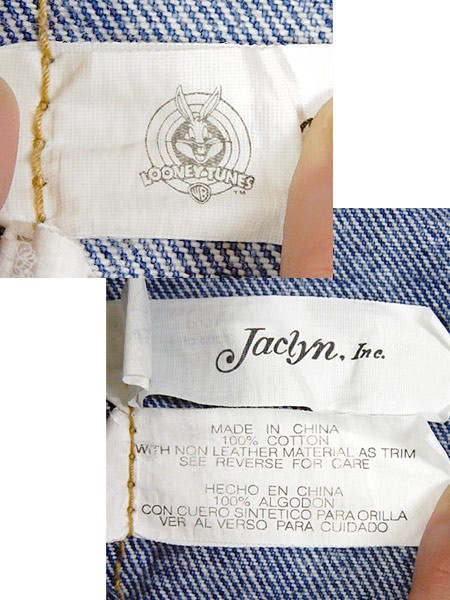 LOONEY TUNES
WB
TM
Jaclyn, Inc.
MADE IN CHINA
100% COTTON
WITH NON LEATHER MATERIAL AS TRIM
SEE REVERSE FOR CARE
HECHO EN CHINA
100% ALGODON
CON CUERO SINTETICO PARA ORILLA
VER AL VERSO PARA CUIDADO